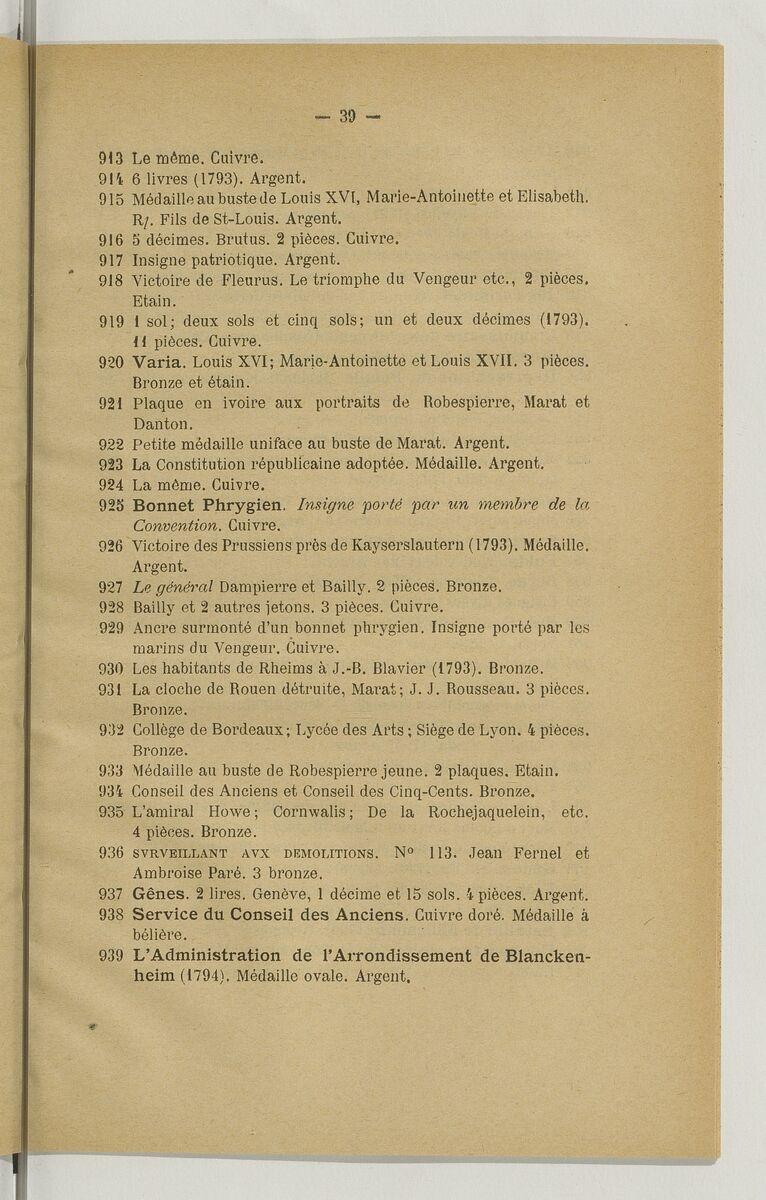 — 39 —
913 Le même. Cuivre.
914 6 livres (1793). Argent.
915 Médaille au buste de Louis XVI, Marie-Antoinette et Elisabeth.
R/. Fils de St-Louis. Argent.
916 5 décimes. Brutus. 2 pièces. Cuivre.
917 Insigne patriotique. Argent.
918 Victoire de Fleurus. Le triomphe du Vengeur etc., 2 pièces.
Etain.
919 1 sol; deux sols et cinq sols; un et deux décimes (1793).
11 pièces. Cuivre.
920 Varia. Louis XVI; Marie-Antoinette et Louis XVII. 3 pièces.
Bronze et étain.
921 Plaque en ivoire aux portraits de Robespierre, Marat et
Danton.
922 Petite médaille uniface au buste de Marat. Argent.
923 La Constitution républicaine adoptée. Médaille. Argent.
924 La même. Cuivre.
925 Bonnet Phrygien. Insigne porté par un membre de la
Convention. Cuivre.
926 Victoire des Prussiens près de Kayserslautern (1793). Médaille.
Argent.
927 Le général Dampierre et Bailly. 2 pièces. Bronze.
928 Bailly et 2 autres jetons. 3 pièces. Cuivre.
929 Ancre surmonté d'un bonnet phrygien. Insigne porté par les
marins du Vengeur. Cuivre.
930 Les habitants de Rheims à J.-B. Blavier (1793). Bronze.
931 La cloche de Rouen détruite, Marat; J. J. Rousseau. 3 pièces.
Bronze.
932 Collège de Bordeaux; Lycée des Arts; Siège de Lyon. 4 pièces.
Bronze.
933 Médaille au buste de Robespierre jeune. 2 plaques. Etain.
934 Conseil des Anciens et Conseil des Cinq-Cents. Bronze.
935 L'amiral Howe; Cornwalis; De la Rochejaquelein, etc.
4 pièces. Bronze.
936 SVRVEILLANT AVX DEMOLITIONS. No 113. Jean Fernel et
Ambroise Paré. 3 bronze.
937 Gênes. 2 lires. Genève, 1 décime et 15 sols. 4 pièces. Argent.
938 Service du Conseil des Anciens. Cuivre doré. Médaille à
bélière.
939 L'Administration de l'Arrondissement de Blancken-
heim (1794). Médaille ovale. Argent.